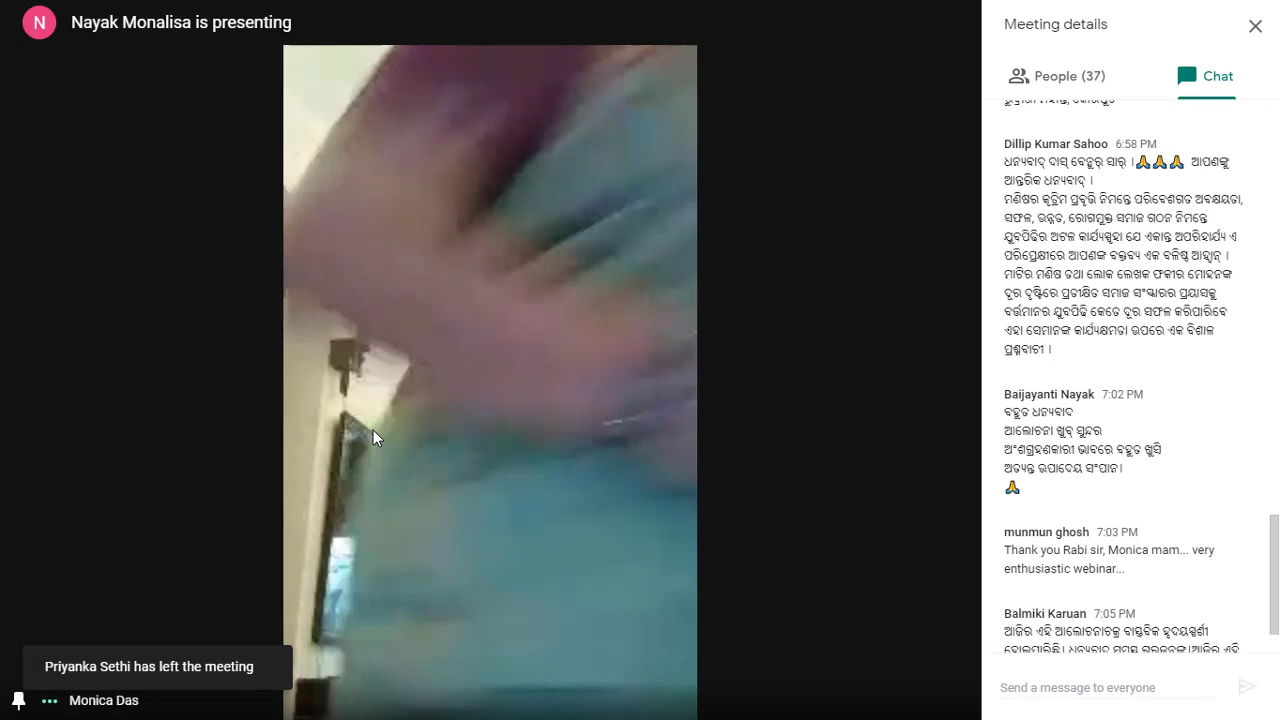 N Nayak Monalisa is presenting
Meeting details
People (37)
Chat
Dillip Kumar Sahoo 6:58 PM
ଧନ୍ୟବାଦ୍ ଦାସ୍ ବେହୁର୍ ସାର୍ । 🙏🙏🙏 ଆପଣଙ୍କୁ
ଆନ୍ତରିକ ଧନ୍ୟବାଦ୍ ।
ମଣିଷର କୃତ୍ରିମ ପ୍ରକୃତି ନିମନ୍ତେ ପରିବେଶଗତ ଅବକ୍ଷୟତା,
ସଫଳ, ଉନ୍ନତ, ରୋଗମୁକ୍ତ ସମାଜ ଗଠନ ନିମନ୍ତେ
ଯୁବପିଢିର ଅଟଳ କାର୍ଯ୍ୟସ୍ପୃହା ଯେ ଏକାନ୍ତ ଅପରିହାର୍ଯ୍ୟ ଏ
ପରିପ୍ରେକ୍ଷୀରେ ଆପଣଙ୍କ ବକ୍ତବ୍ୟ ଏକ ବଳିଷ୍ଠ ଆହ୍ୱାନ୍ ।
ମାଟିର ମଣିଷ ତଥା ଲୋକ ଲେଖକ ଫକୀର ମୋହନଙ୍କ
ଦୂର ଦୃଷ୍ଟିରେ ପ୍ରତୀକ୍ଷିତ ସମାଜ ସଂସ୍କାରର ପ୍ରୟାସକୁ
ବର୍ତ୍ତମାନର ଯୁବପିଢି କେତେ ଦୂର ସଫଳ କରିପାରିବେ
ଏହା ସେମାନଙ୍କ କାର୍ଯ୍ୟକ୍ଷମତା ଉପରେ ଏକ ବିଶାଳ
ପ୍ରଶ୍ନବାଚୀ ।
Baijayanti Nayak 7:02 PM
ବହୁତ ଧନ୍ୟବାଦ
ଆଲୋଚନା ଖୁବ୍ ସୁନ୍ଦର
ଅଂଶଗ୍ରହଣକାରୀ ଭାବରେ ବହୁତ ଖୁସି
ଅତ୍ୟନ୍ତ ଉପାଦେୟ ସଂପାନ।
🙏
munmun ghosh 7:03 PM
Thank you Rabi sir, Monica mam... very
enthusiastic webinar...
Balmiki Karuan 7:05 PM
ଆଜିର ଏହି ଆଲୋଚନାଚକ୍ର ବାସ୍ତବିକ ହୃଦୟସ୍ପର୍ଶୀ
Priyanka Sethi has left the meeting
Monica Das
Send a message to everyone